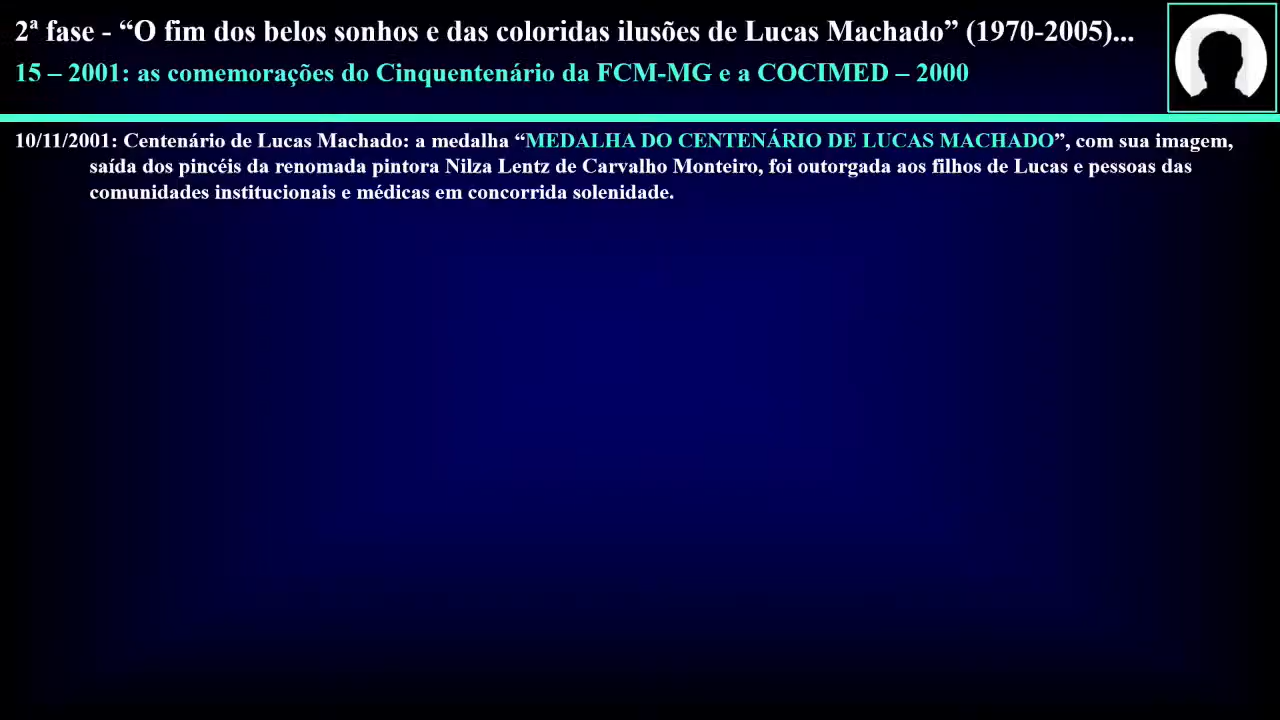 2ª fase - “O fim dos belos sonhos e das coloridas ilusões de Lucas Machado” (1970-2005)...
15 – 2001: as comemorações do Cinquentenário da FCM-MG e a COCIMED – 2000
10/11/2001: Centenário de Lucas Machado: a medalha “MEDALHA DO CENTENÁRIO DE LUCAS MACHADO”, com sua imagem,
saída dos pincéis da renomada pintora Nilza Lentz de Carvalho Monteiro, foi outorgada aos filhos de Lucas e pessoas das
comunidades institucionais e médicas em concorrida solenidade.